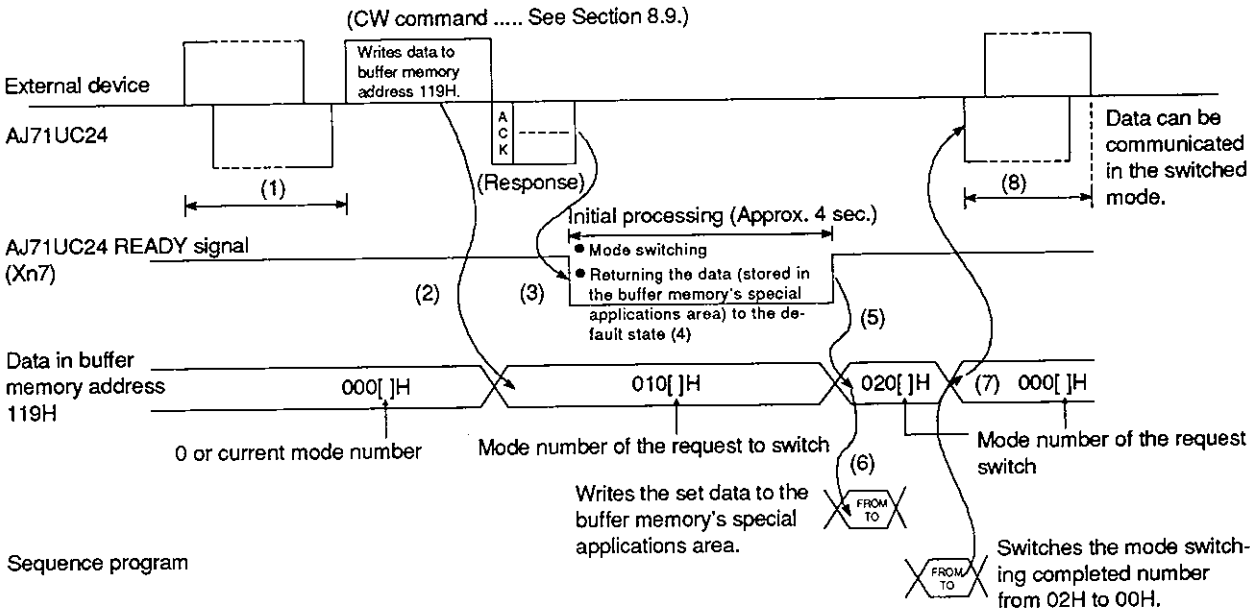 (CW command ..... See Section 8.9.)
Writes data to
buffer memory
address 119H.
External device
AJ71UC24
A
C
K
(Response)
Data can be
communicated
in the switched
mode.
(1)
(8)
Initial processing (Approx. 4 sec.)
AJ71UC24 READY signal
(Xn7)
● Mode switching
● Returning the data (stored in
the buffer memory's special
applications area) to the de-
fault state (4)
(2)
(3)
(5)
Data in buffer
memory address
119H
000[ ]H
010[ ]H
020[ ]H
(7)
000[ ]H
0 or current mode number
Mode number of the request to switch
Mode number of the request
switch
(6)
Writes the set data to the
buffer memory's special
applications area.
FROM
TO
Sequence program
FROM
TO
Switches the mode switch-
ing completed number
from 02H to 00H.